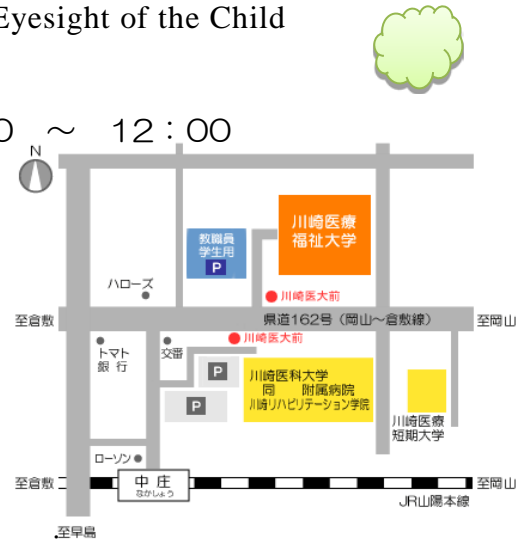 Eyesight of the Child
0 ～ 12：00
N
川崎医療
福祉大学
教職員
学生用
P
ハローズ
川崎医大前
至倉敷
県道162号（岡山～倉敷線）
至岡山
川崎医大前
トマト
銀行
交番
P
P
川崎医科大学
同 附属病院
川崎リハビリテーション学院
川崎医療
短期大学
ローソン
至倉敷
中庄
なかしょう
至岡山
JR山陽本線
至早島